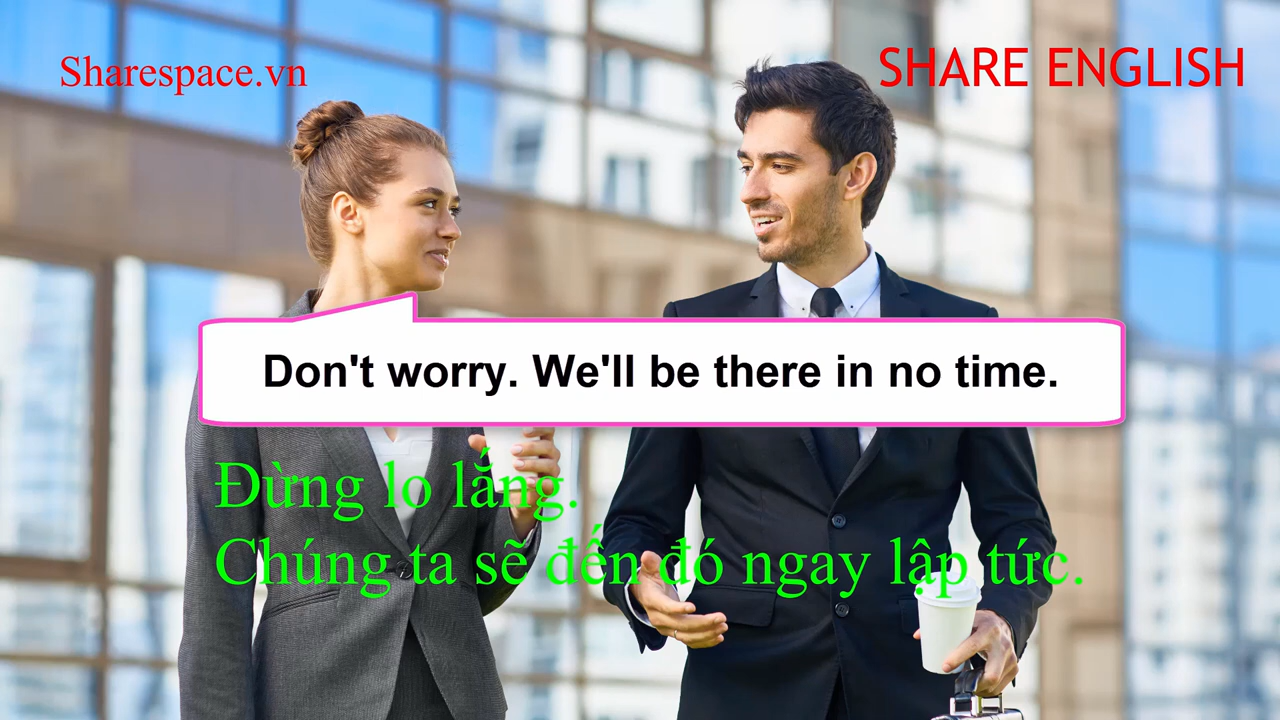 Sharespace.vn
SHARE ENGLISH
Don't worry. We'll be there in no time.
Đừng lo lắng.
Chúng ta sẽ đến đó ngay lập tức.